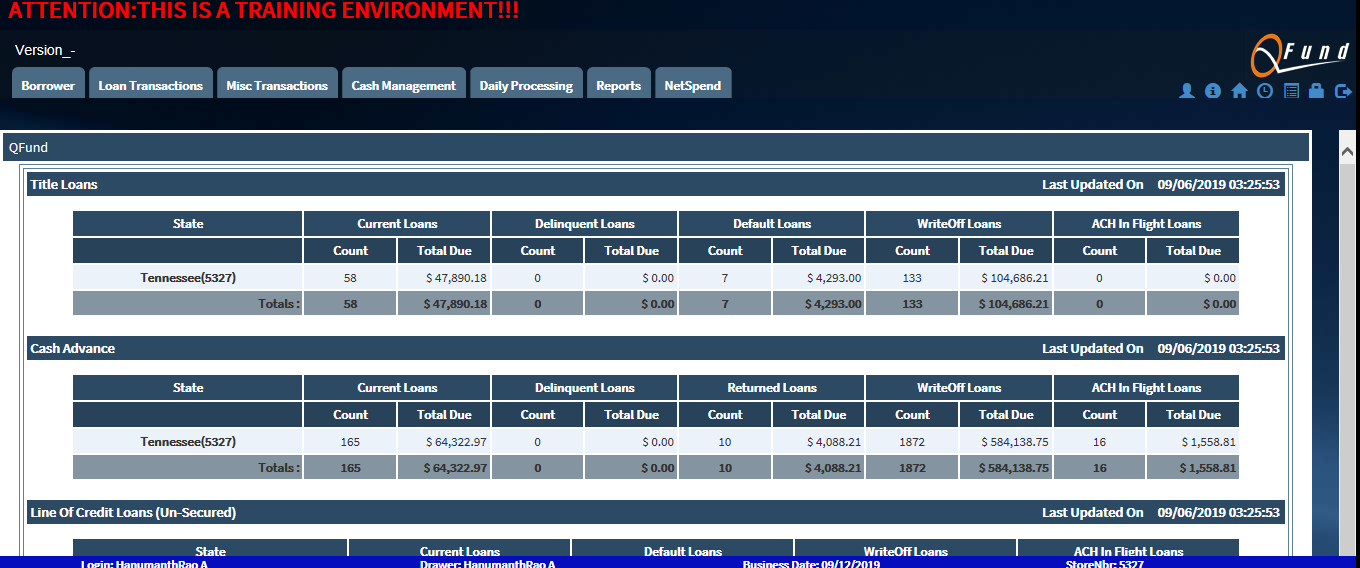 ATTENTION:THIS IS A TRAINING ENVIRONMENT!!!
Version_-
QFund
Borrower Loan Transactions Misc Transactions Cash Management Daily Processing Reports NetSpend
QFund
Title Loans Last Updated On 09/06/2019 03:25:53
State Current Loans Delinquent Loans Default Loans WriteOff Loans ACH In Flight Loans
Count Total Due Count Total Due Count Total Due Count Total Due Count Total Due
Tennessee(5327) 58 $ 47,890.18 0 $ 0.00 7 $ 4,293.00 133 $ 104,686.21 0 $ 0.00
Totals : 58 $ 47,890.18 0 $ 0.00 7 $ 4,293.00 133 $ 104,686.21 0 $ 0.00
Cash Advance Last Updated On 09/06/2019 03:25:53
State Current Loans Delinquent Loans Returned Loans WriteOff Loans ACH In Flight Loans
Count Total Due Count Total Due Count Total Due Count Total Due Count Total Due
Tennessee(5327) 165 $ 64,322.97 0 $ 0.00 10 $ 4,088.21 1872 $ 584,138.75 16 $ 1,558.81
Totals : 165 $ 64,322.97 0 $ 0.00 10 $ 4,088.21 1872 $ 584,138.75 16 $ 1,558.81
Line Of Credit Loans (Un-Secured) Last Updated On 09/06/2019 03:25:53
State Current Loans Default Loans WriteOff Loans ACH In Flight Loans
Login: HanumanthRao A Drawer: HanumanthRao A Business Date: 09/12/2019 StoreNbr: 5327